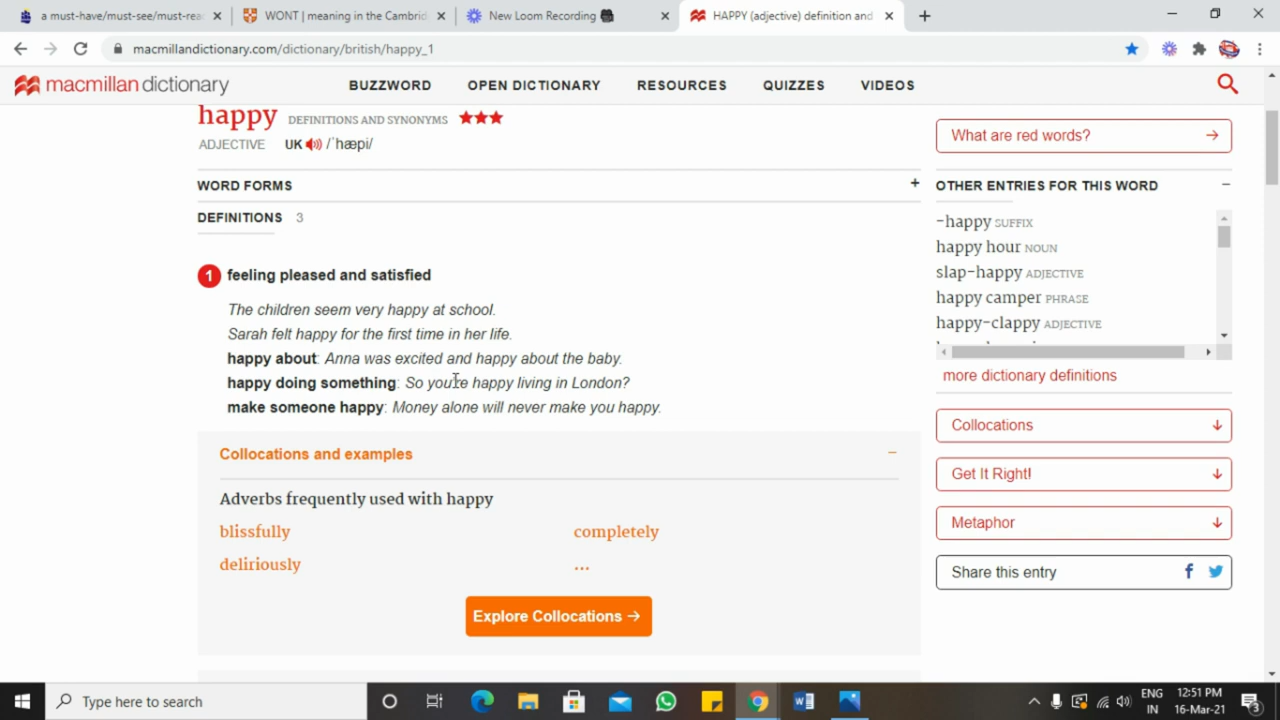 a must-have/must-see/must-rea
WONT | meaning in the Cambrid
New Loom Recording
HAPPY (adjective) definition and
macmillandictionary.com/dictionary/british/happy_1
macmillan dictionary
BUZZWORD
OPEN DICTIONARY
RESOURCES
QUIZZES
VIDEOS
happy DEFINITIONS AND SYNONYMS ★★★
ADJECTIVE UK /ˈhæpi/
WORD FORMS +
DEFINITIONS 3
1 feeling pleased and satisfied
The children seem very happy at school.
Sarah felt happy for the first time in her life.
happy about: Anna was excited and happy about the baby.
happy doing something: So you're happy living in London?
make someone happy: Money alone will never make you happy.
Collocations and examples −
Adverbs frequently used with happy
blissfully completely
deliriously ...
Explore Collocations →
What are red words? →
OTHER ENTRIES FOR THIS WORD −
-happy SUFFIX
happy hour NOUN
slap-happy ADJECTIVE
happy camper PHRASE
happy-clappy ADJECTIVE
more dictionary definitions
Collocations ↓
Get It Right! ↓
Metaphor ↓
Share this entry
Type here to search
ENG
IN
12:51 PM
16-Mar-21
3